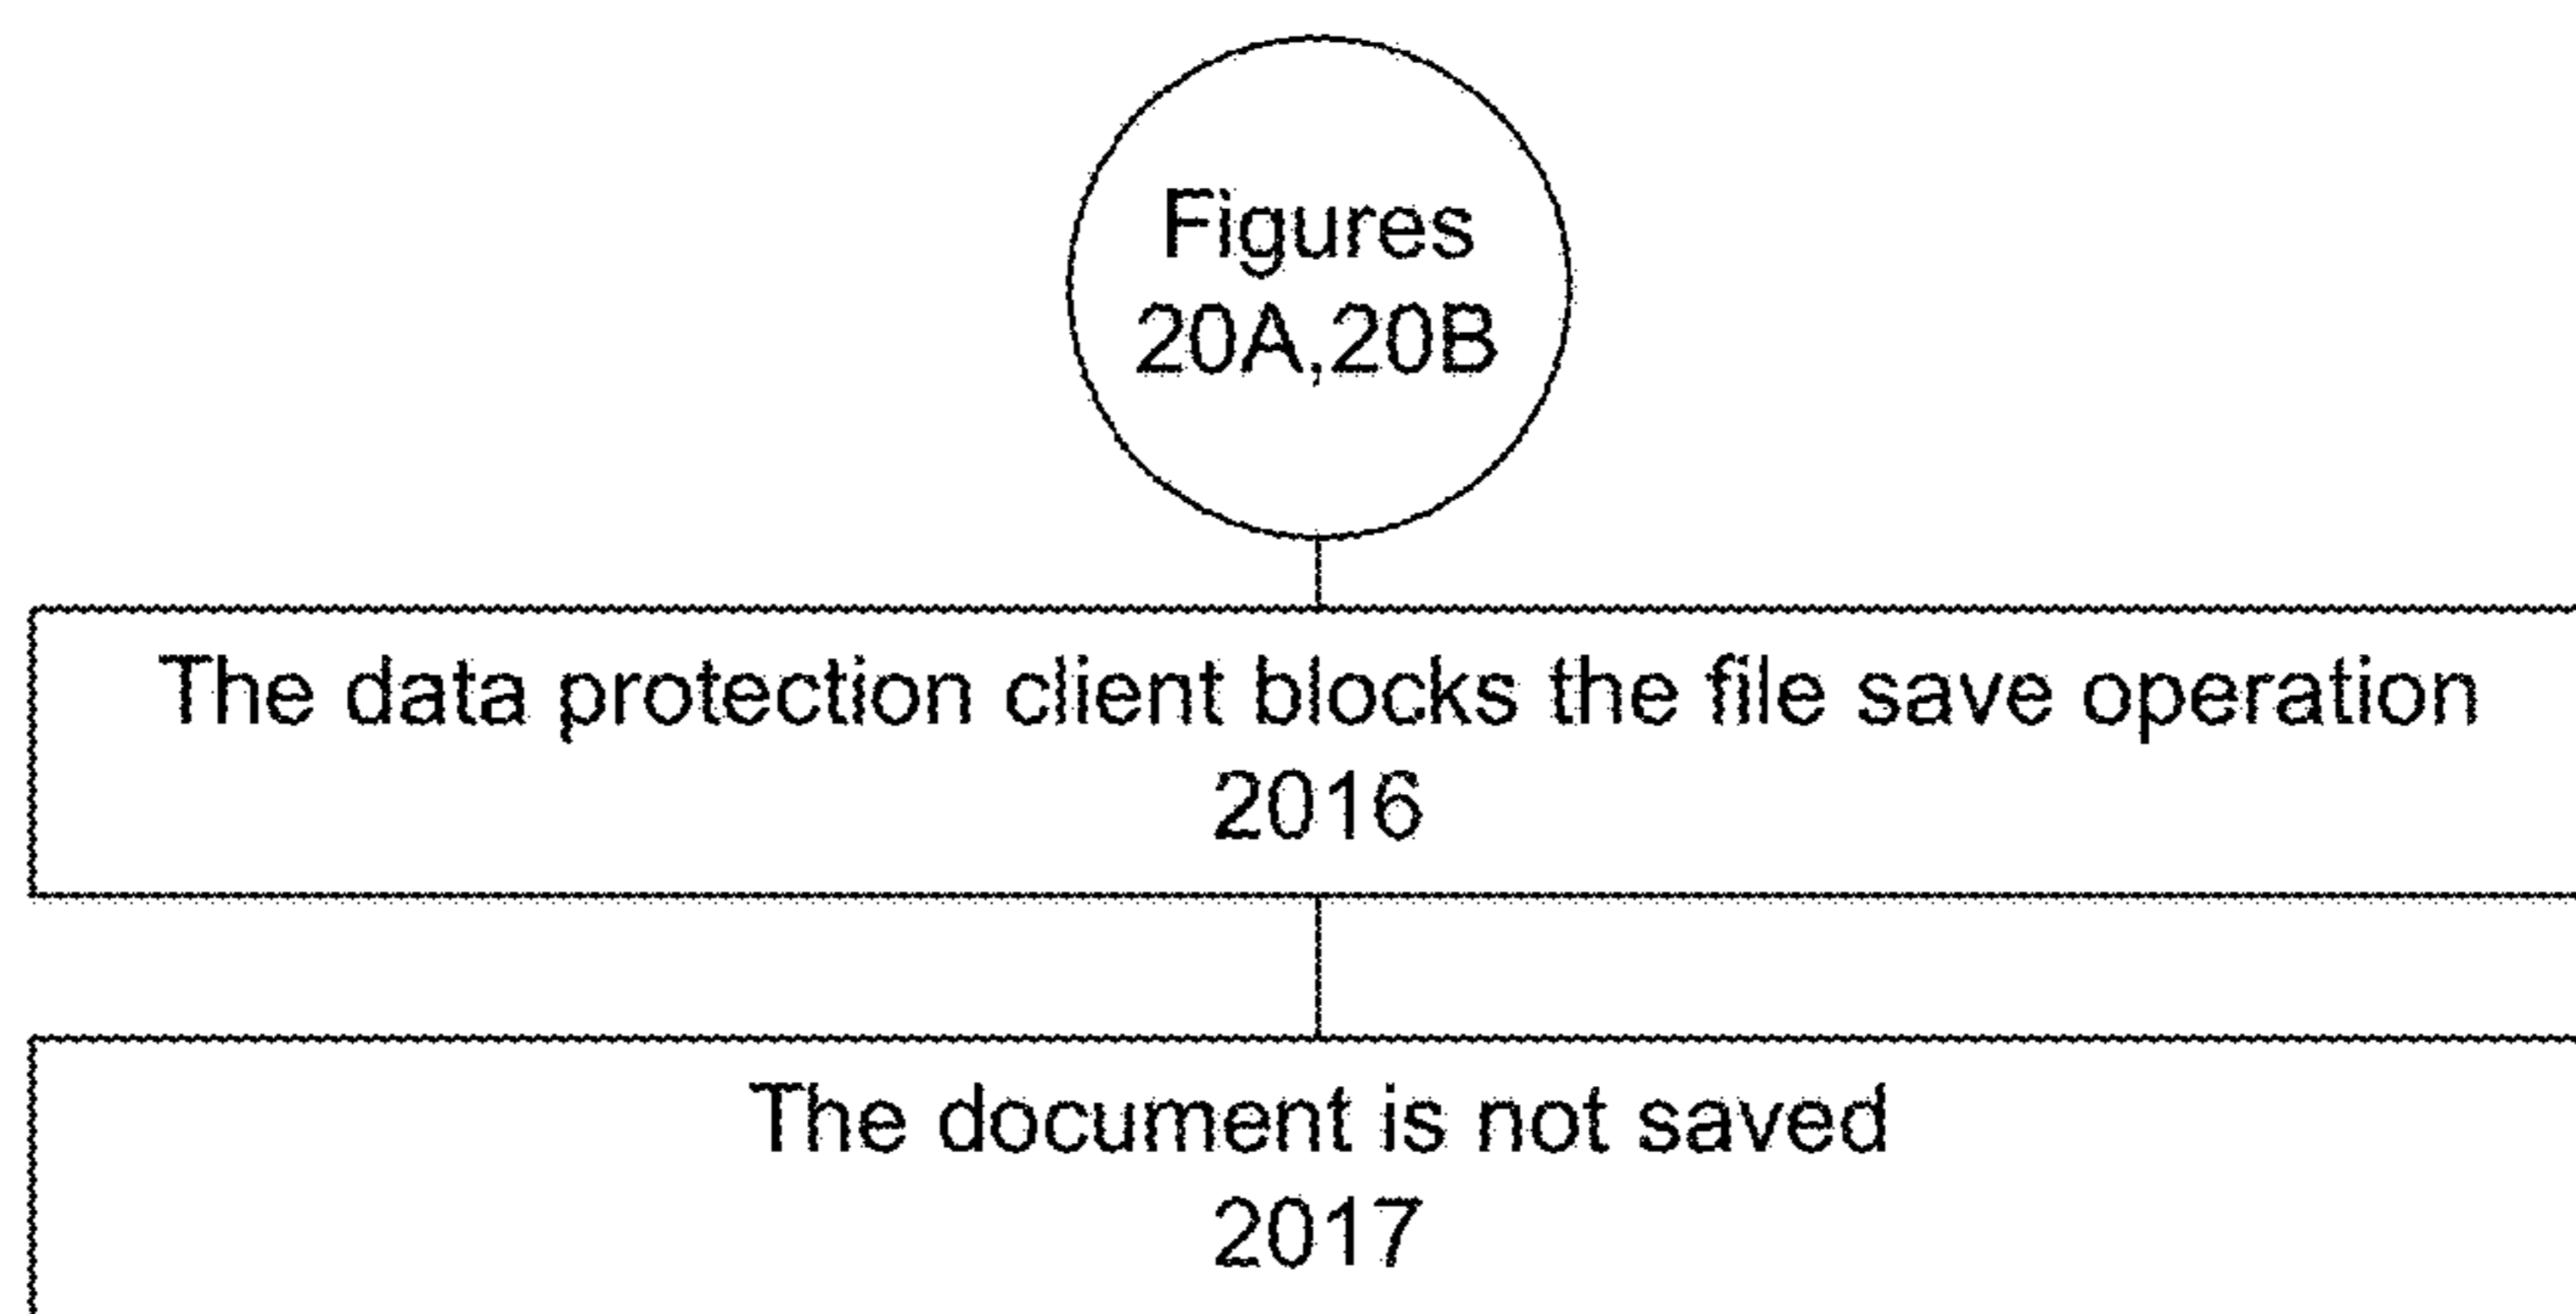 Figures
20A,20B
The data protection client blocks the file save operation
2016
The document is not saved
2017